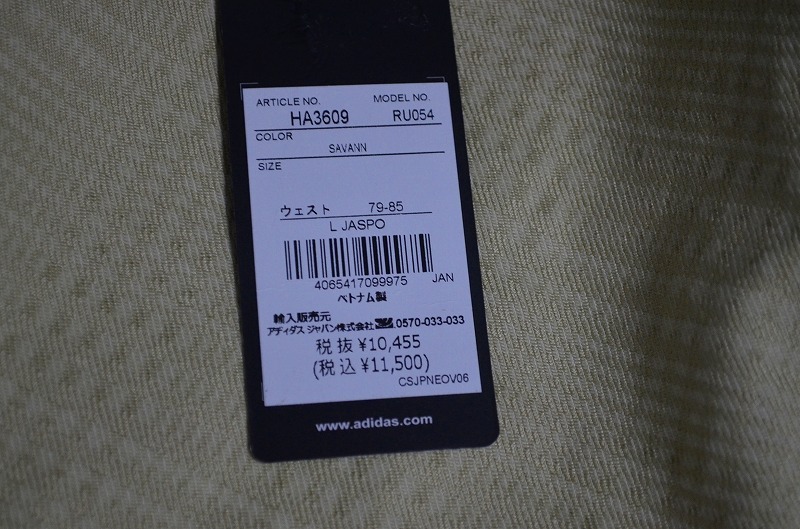 ARTICLE NO. MODEL NO.
HA3609 RU054
COLOR
SAVANN
SIZE
ウェスト 79-85
L JASPO
4065417099975 JAN
ベトナム製
輸入販売元
アディダス ジャパン株式会社 0570-033-033
税抜 ¥10,455
(税込 ¥11,500)
CSJPNEOV06
www.adidas.com